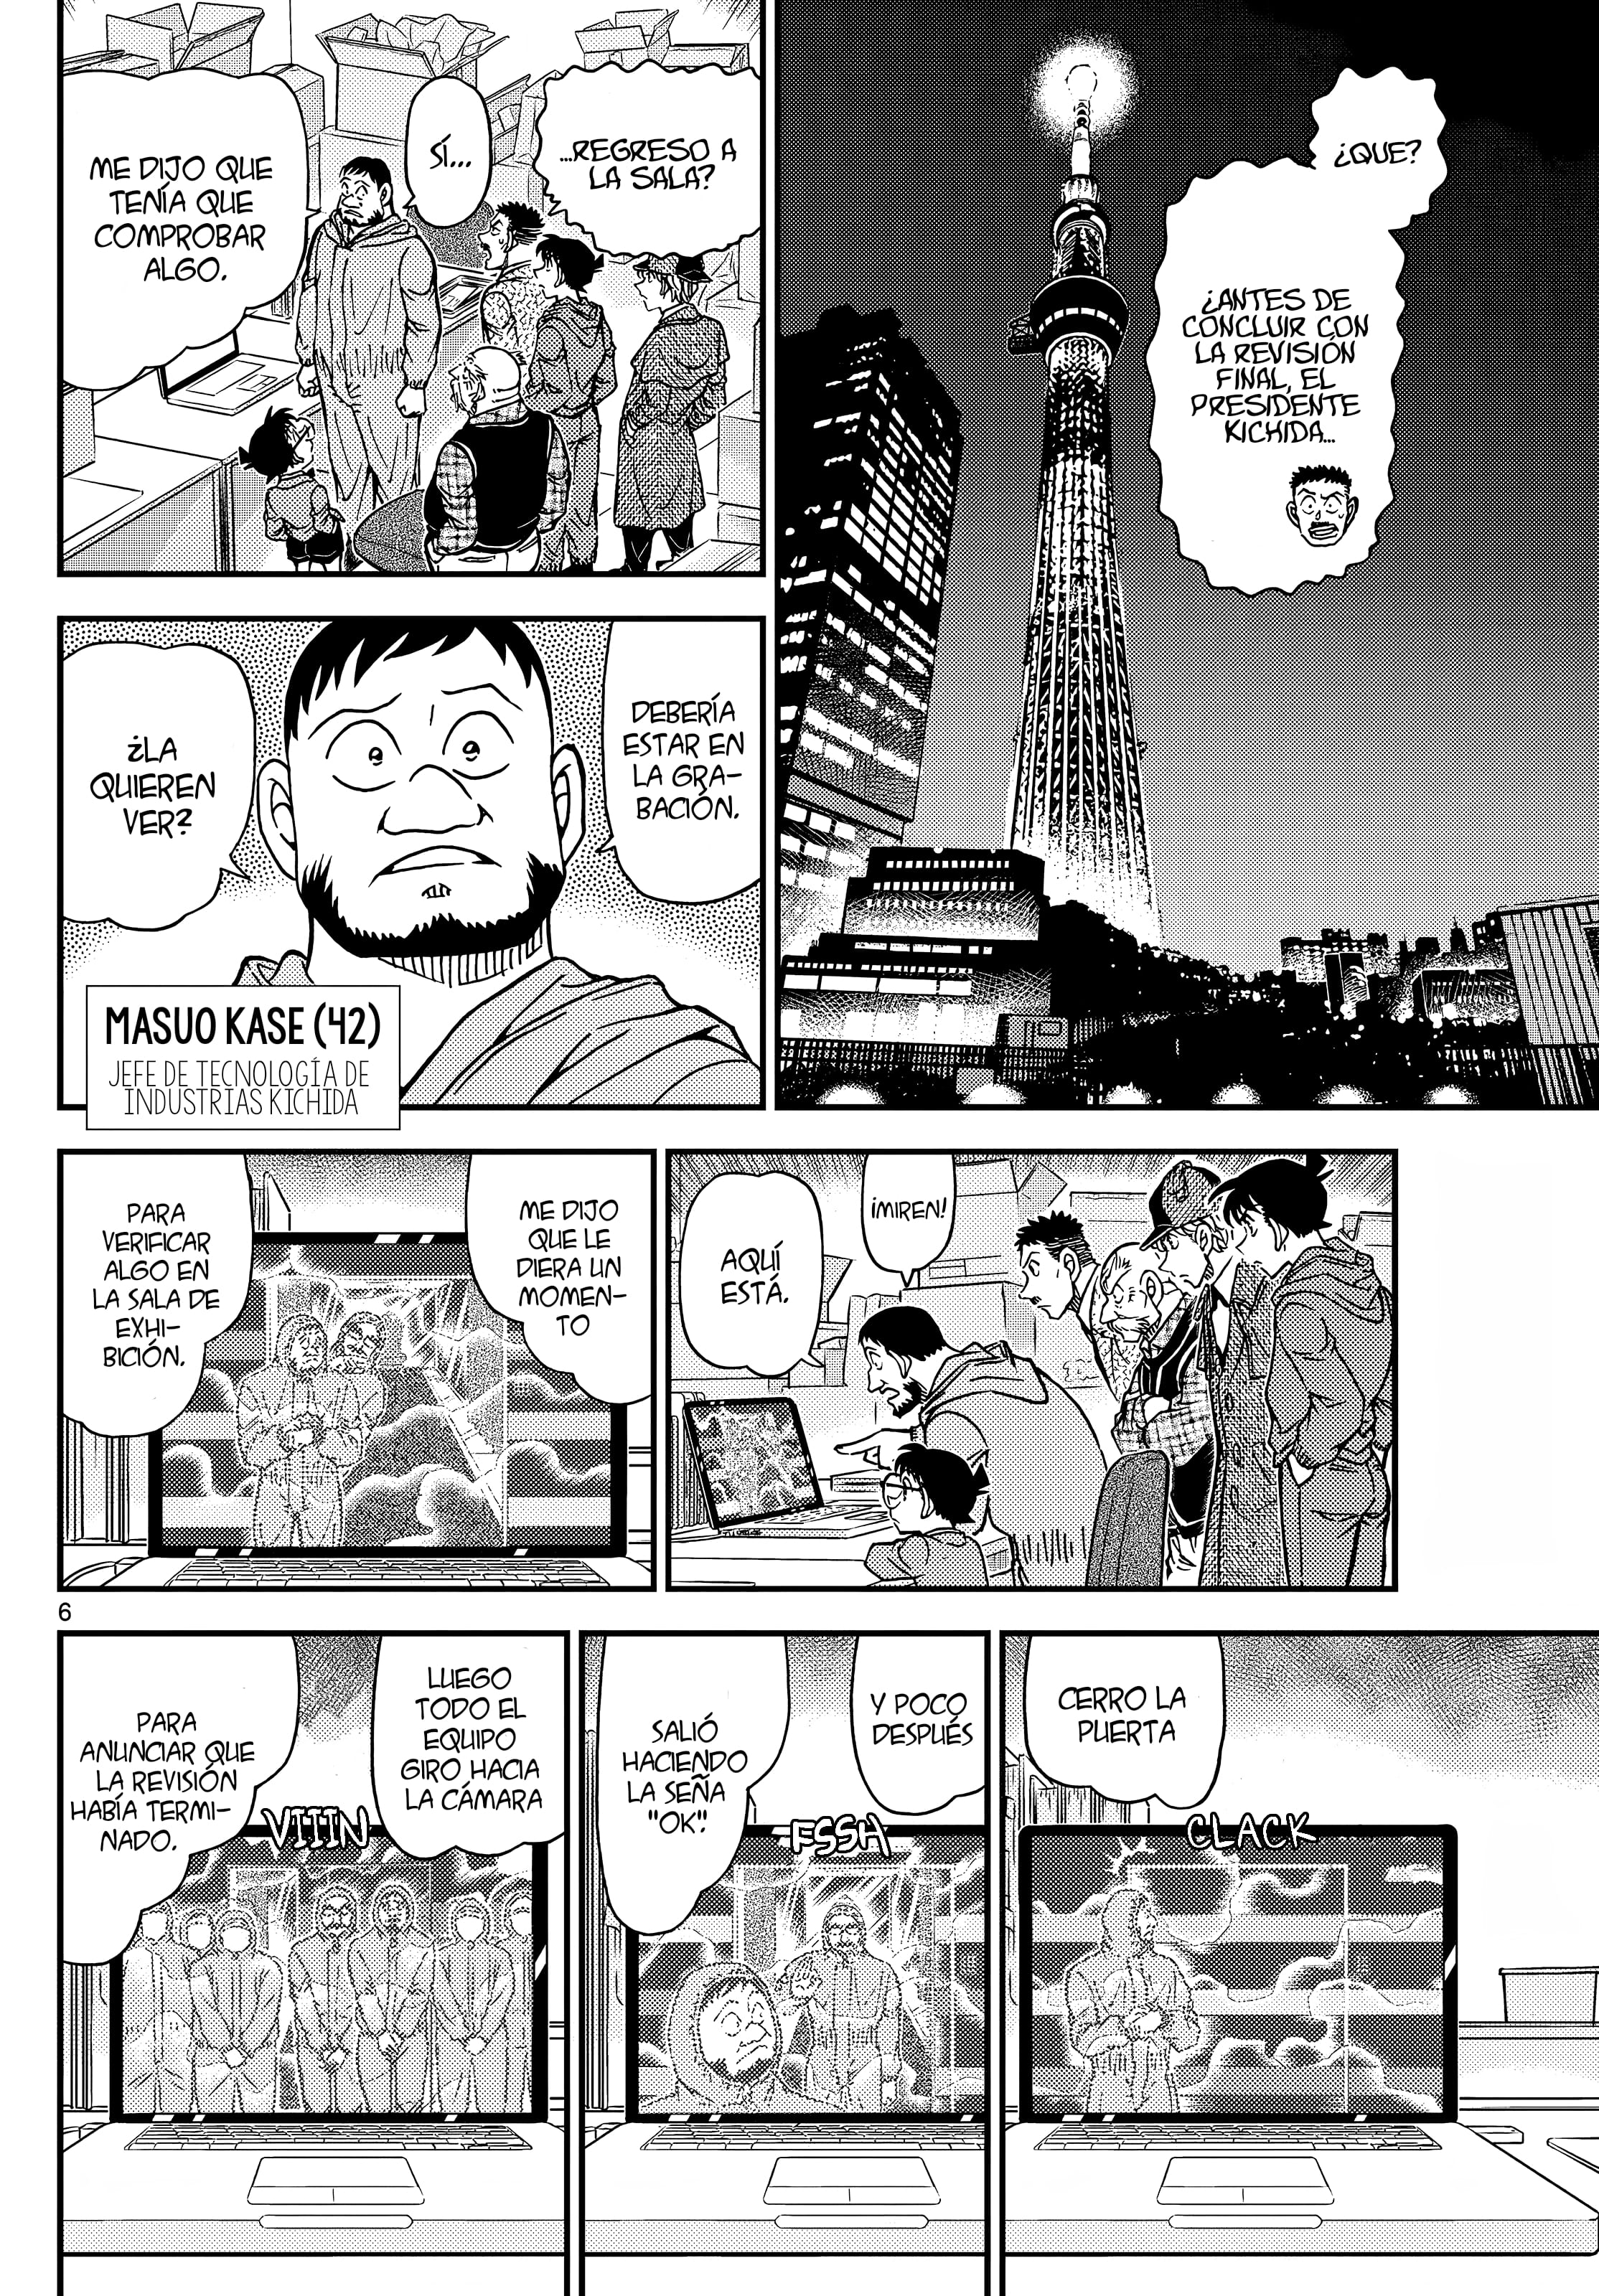 ¿QUE?
¿ANTES DE
CONCLUIR CON
LA REVISIÓN
FINAL, EL
PRESIDENTE
KICHIDA...
...REGRESO A
LA SALA?
SÍ...
ME DIJO QUE
TENÍA QUE
COMPROBAR
ALGO.
DEBERÍA
ESTAR EN
LA GRA-
BACIÓN.
¿LA
QUIEREN
VER?
MASUO KASE (42)
JEFE DE TECNOLOGÍA DE
INDUSTRIAS KICHIDA
¡MIREN!
AQUÍ
ESTÁ.
ME DIJO
QUE LE
DIERA UN
MOMEN-
TO
PARA
VERIFICAR
ALGO EN
LA SALA DE
EXHI-
BICIÓN.
6
CERRO LA
PUERTA
CLACK
Y POCO
DESPUÉS
SALIÓ
HACIENDO
LA SEÑA
"OK".
FSSH
LUEGO
TODO EL
EQUIPO
GIRO HACIA
LA CÁMARA
PARA
ANUNCIAR QUE
LA REVISIÓN
HABÍA TERMI-
NADO.
VIIIN